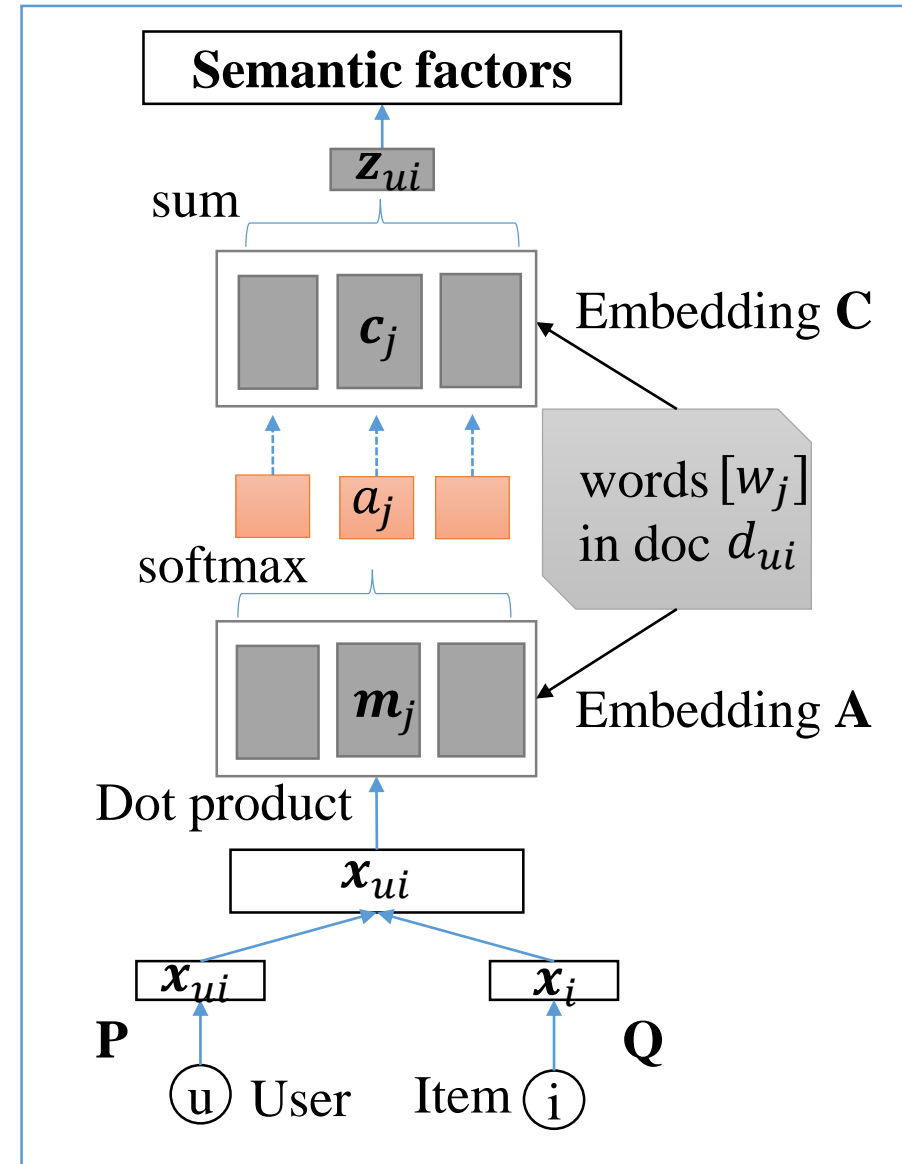 Semantic factors
z_ui
sum
c_j
Embedding C
words [w_j]
in doc d_ui
a_j
softmax
m_j
Embedding A
Dot product
x_ui
x_ui
x_i
P
Q
u User
Item i